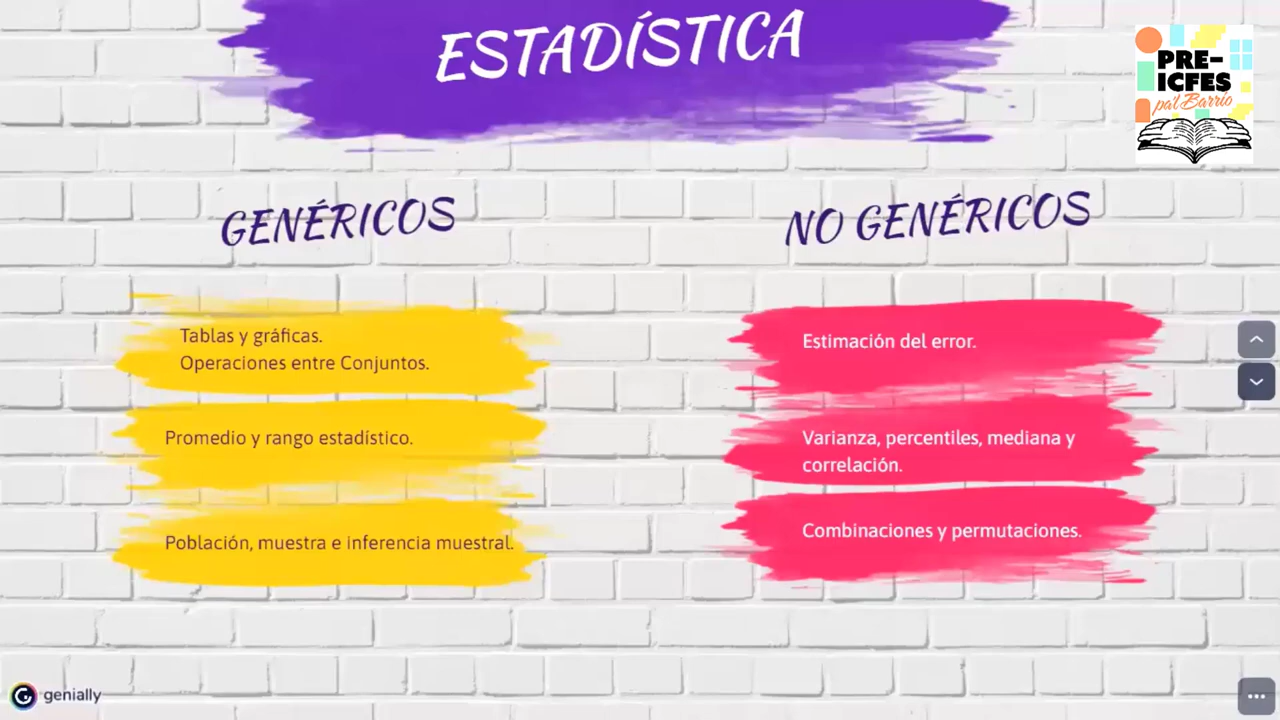 ESTADÍSTICA
PRE-
ICFES
pa'l Barrio
GENÉRICOS
Tablas y gráficas.
Operaciones entre Conjuntos.
Promedio y rango estadístico.
Población, muestra e inferencia muestral.
NO GENÉRICOS
Estimación del error.
Varianza, percentiles, mediana y
correlación.
Combinaciones y permutaciones.
genially